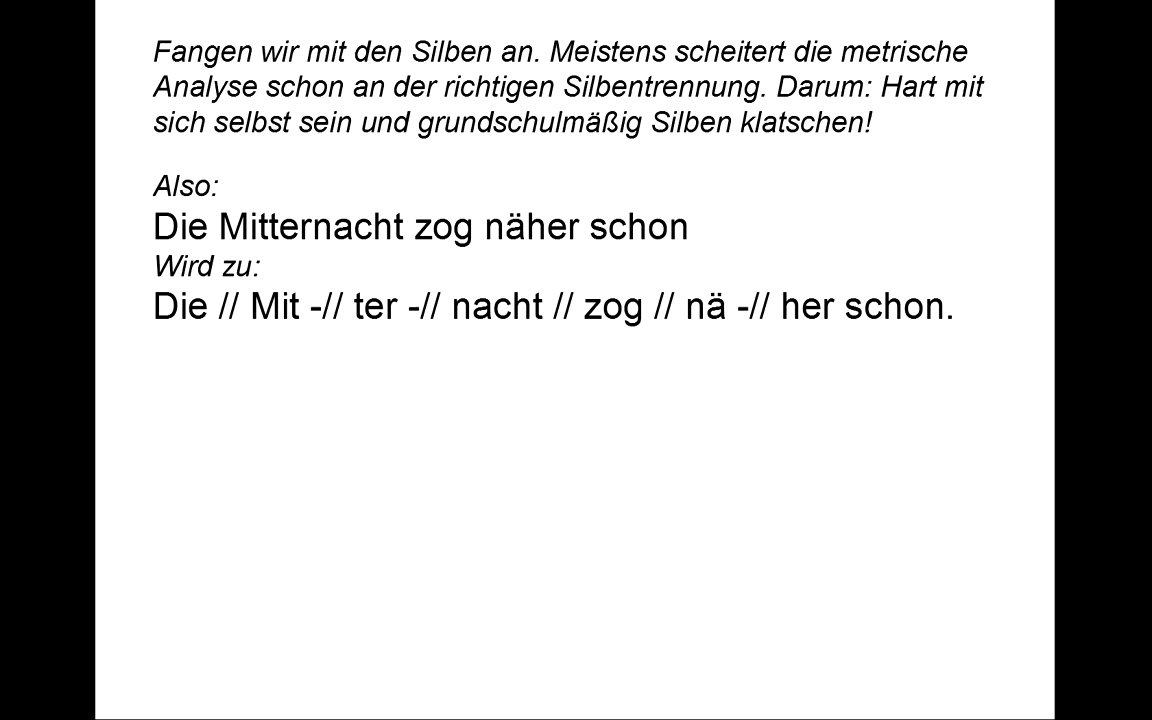 Fangen wir mit den Silben an. Meistens scheitert die metrische
Analyse schon an der richtigen Silbentrennung. Darum: Hart mit
sich selbst sein und grundschulmäßig Silben klatschen!
Also:
Die Mitternacht zog näher schon
Wird zu:
Die // Mit -// ter -// nacht // zog // nä -// her schon.